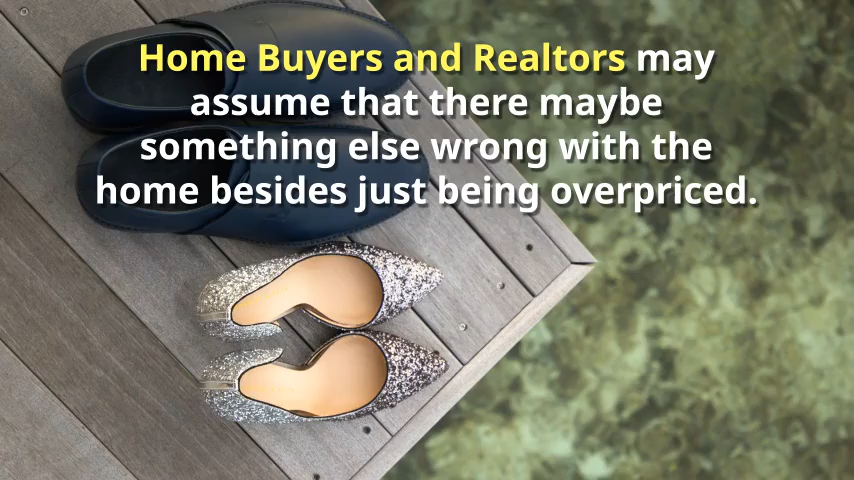 Home Buyers and Realtors may
assume that there maybe
something else wrong with the
home besides just being overpriced.